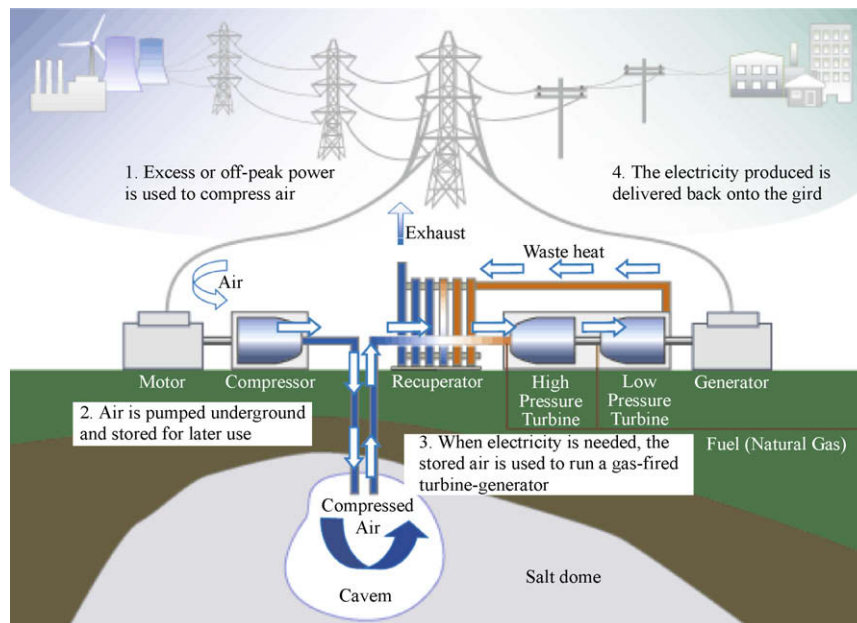 1. Excess or off-peak power
is used to compress air
4. The electricity produced is
delivered back onto the gird
Exhaust
Waste heat
Air
Motor
Compressor
Recuperator
High
Pressure
Turbine
Low
Pressure
Turbine
Generator
2. Air is pumped underground
and stored for later use
3. When electricity is needed, the
stored air is used to run a gas-fired
turbine-generator
Fuel (Natural Gas)
Compressed
Air
Cavem
Salt dome